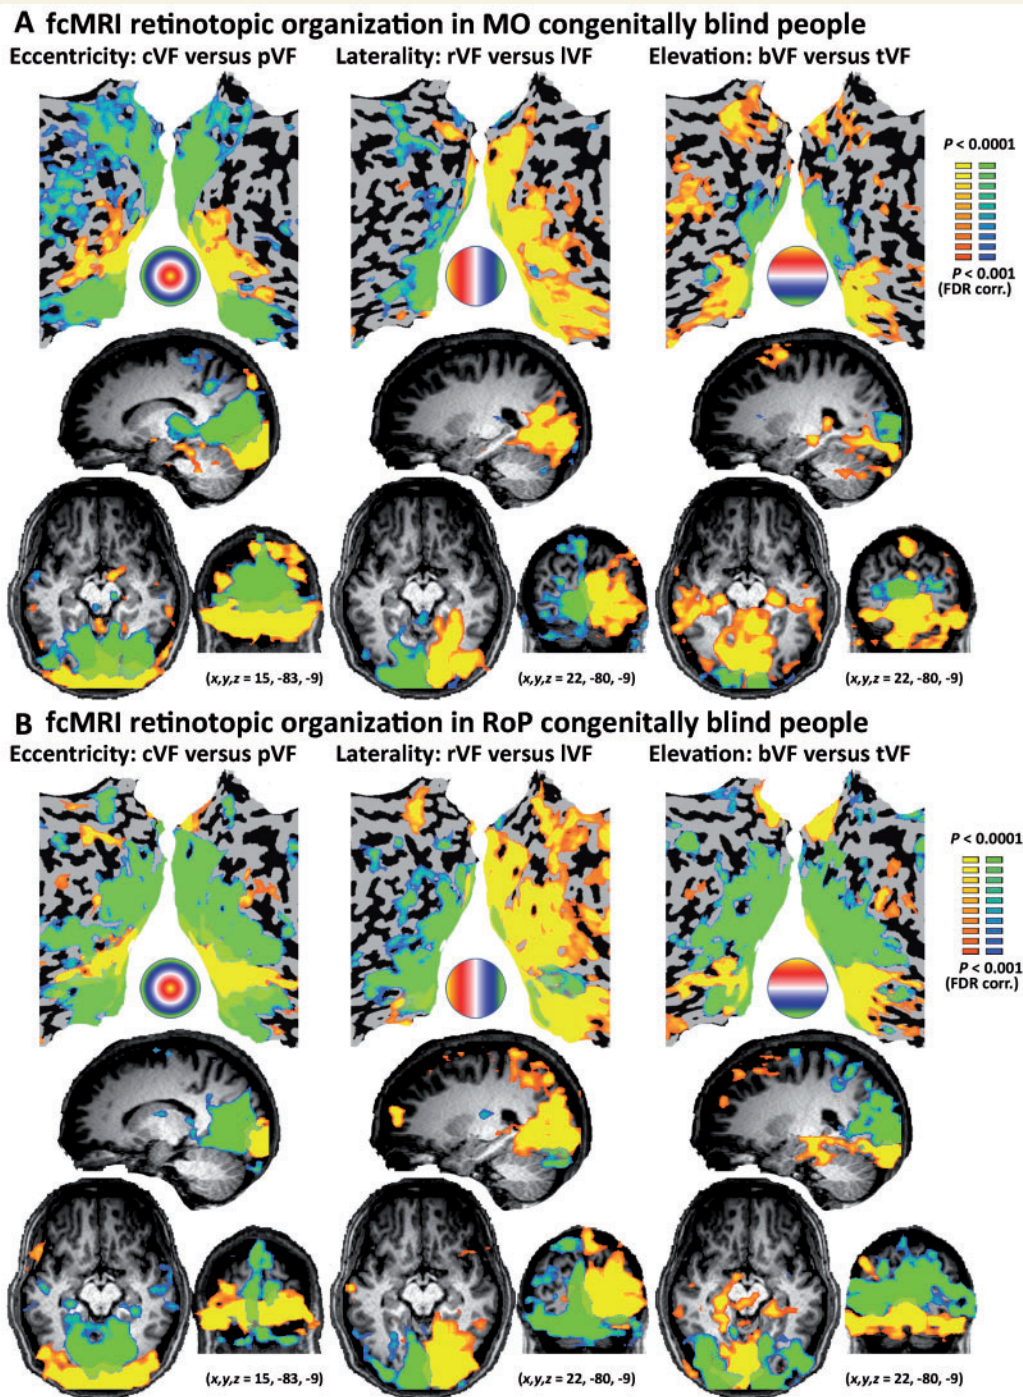 A fcMRI retinotopic organization in MO congenitally blind people
Eccentricity: cVF versus pVF
Laterality: rVF versus lVF
Elevation: bVF versus tVF
P < 0.0001
P < 0.001
(FDR corr.)
(x,y,z = 15, -83, -9)
(x,y,z = 22, -80, -9)
(x,y,z = 22, -80, -9)
B fcMRI retinotopic organization in RoP congenitally blind people
Eccentricity: cVF versus pVF
Laterality: rVF versus lVF
Elevation: bVF versus tVF
P < 0.0001
P < 0.001
(FDR corr.)
(x,y,z = 15, -83, -9)
(x,y,z = 22, -80, -9)
(x,y,z = 22, -80, -9)